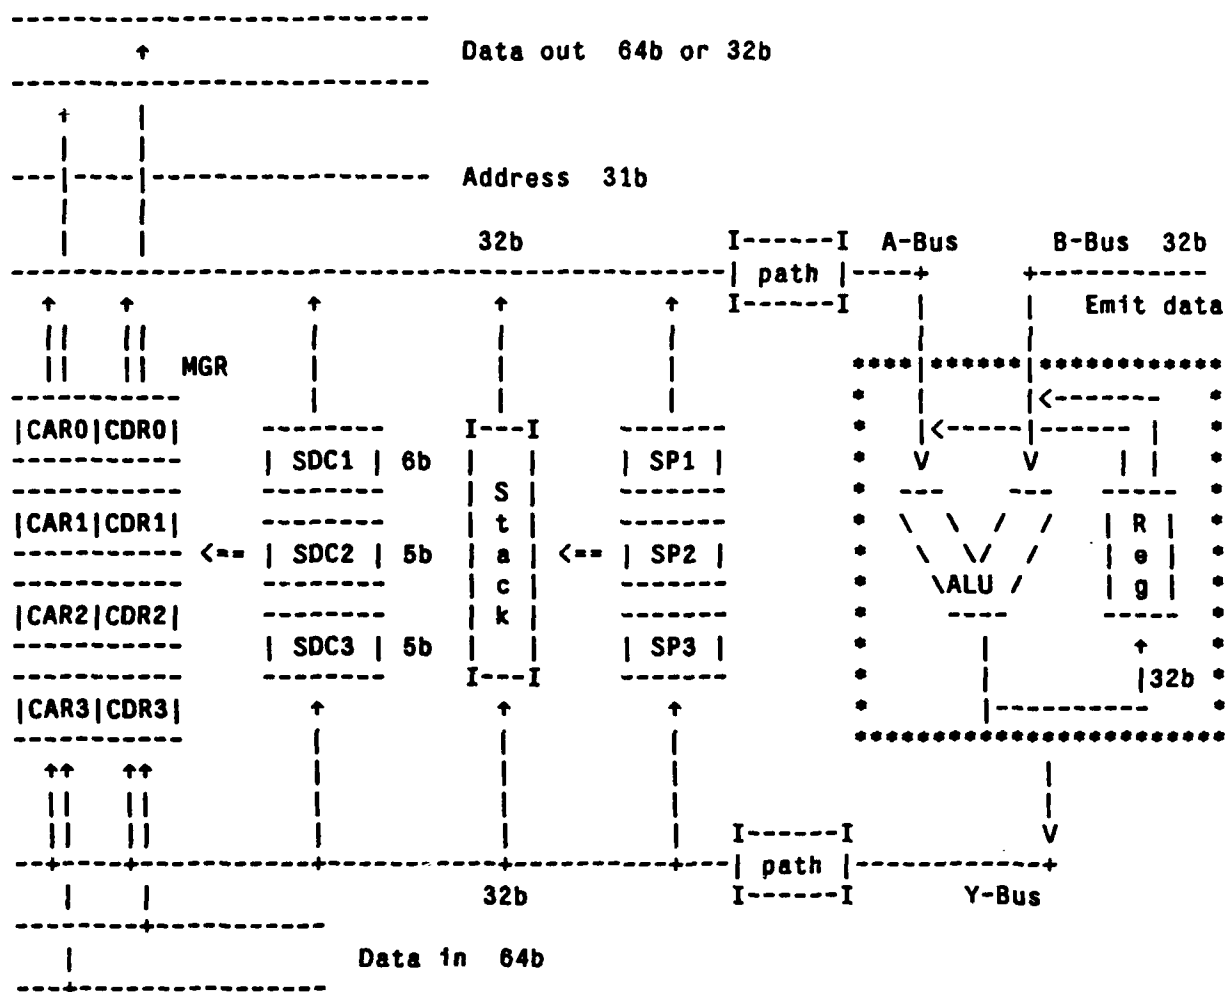 Data out 64b or 32b
Address 31b
32b A-Bus B-Bus 32b
path
Emit data
MGR
CAR0 CDR0
SDC1 6b SP1
CAR1 CDR1
SDC2 5b Stack SP2
CAR2 CDR2
SDC3 5b SP3
CAR3 CDR3
ALU Reg
32b
path
32b Y-Bus
Data in 64b